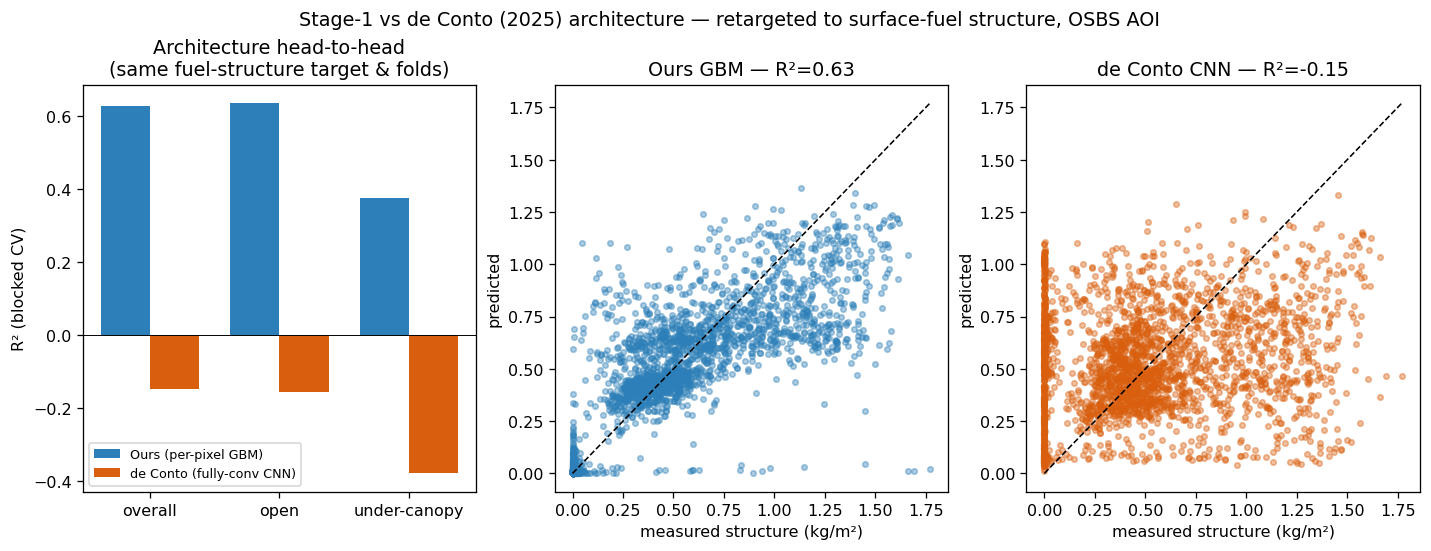 Stage-1 vs de Conto (2025) architecture — retargeted to surface-fuel structure, OSBS AOI
Architecture head-to-head
(same fuel-structure target & folds)
R² (blocked CV)
0.6
0.4
0.2
0.0
−0.2
−0.4
Ours (per-pixel GBM)
de Conto (fully-conv CNN)
overall
open
under-canopy
Ours GBM — R²=0.63
predicted
1.75
1.50
1.25
1.00
0.75
0.50
0.25
0.00
0.00 0.25 0.50 0.75 1.00 1.25 1.50 1.75
measured structure (kg/m²)
de Conto CNN — R²=-0.15
predicted
1.75
1.50
1.25
1.00
0.75
0.50
0.25
0.00
0.00 0.25 0.50 0.75 1.00 1.25 1.50 1.75
measured structure (kg/m²)